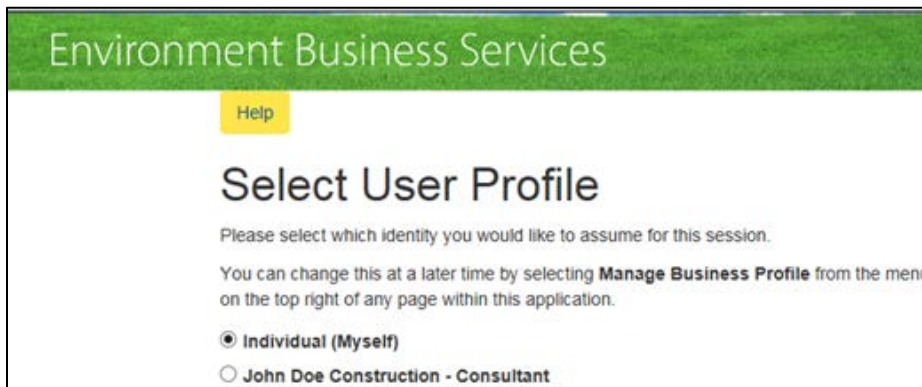 Environment Business Services
Help
Select User Profile
Please select which identity you would like to assume for this session.
You can change this at a later time by selecting Manage Business Profile from the menu
on the top right of any page within this application.
Individual (Myself)
John Doe Construction - Consultant